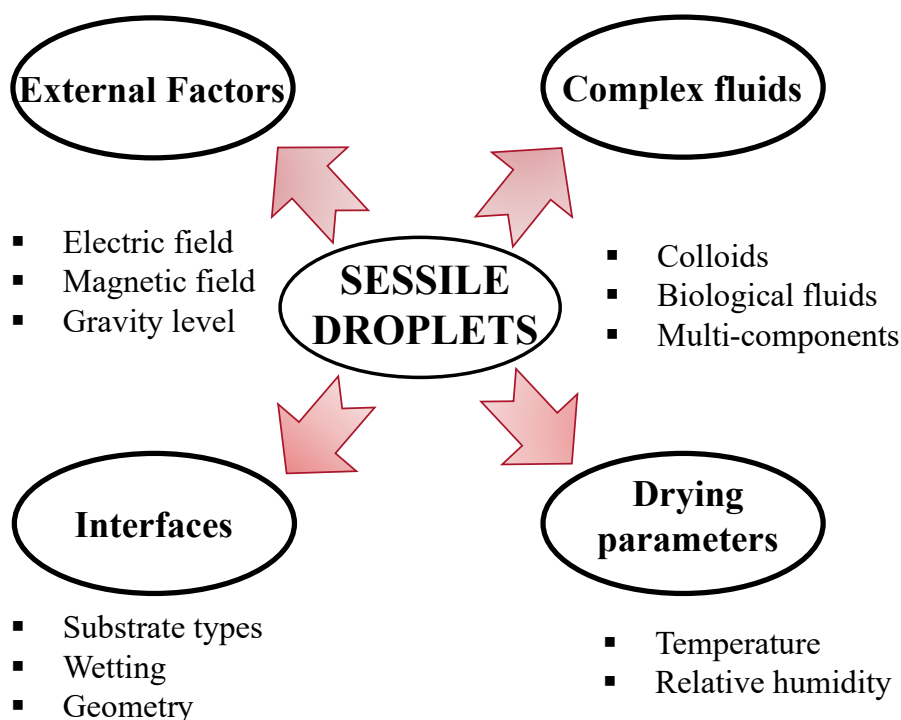 External Factors
Complex fluids
▪ Electric field
▪ Magnetic field
▪ Gravity level
SESSILE
DROPLETS
▪ Colloids
▪ Biological fluids
▪ Multi-components
Interfaces
Drying
parameters
▪ Substrate types
▪ Wetting
▪ Geometry
▪ Temperature
▪ Relative humidity